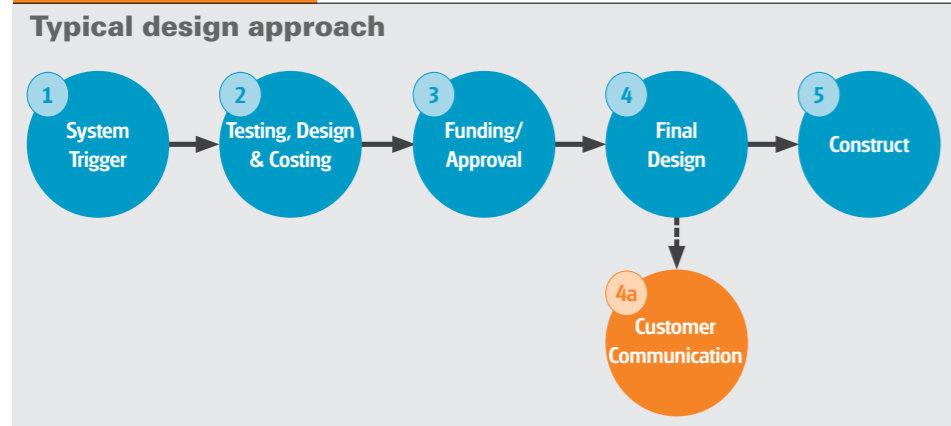 Typical design approach
1
System
Trigger
2
Testing, Design
& Costing
3
Funding/
Approval
4
Final
Design
5
Construct
4a
Customer
Communication